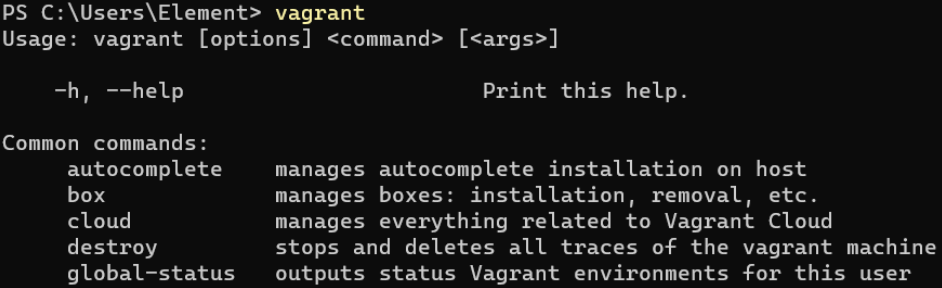 PS C:\Users\Element> vagrant
Usage: vagrant [options] <command> [<args>]
-h, --help Print this help.
Common commands:
autocomplete manages autocomplete installation on host
box manages boxes: installation, removal, etc.
cloud manages everything related to Vagrant Cloud
destroy stops and deletes all traces of the vagrant machine
global-status outputs status Vagrant environments for this user